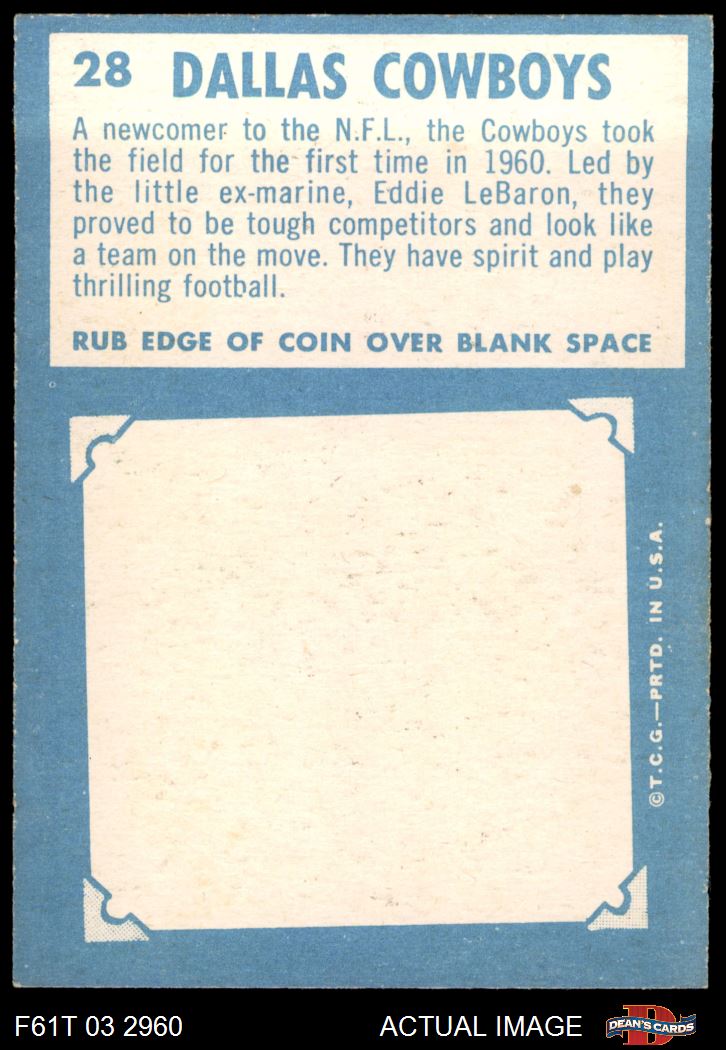 28 DALLAS COWBOYS
A newcomer to the N.F.L., the Cowboys took
the field for the first time in 1960. Led by
the little ex-marine, Eddie LeBaron, they
proved to be tough competitors and look like
a team on the move. They have spirit and play
thrilling football.
RUB EDGE OF COIN OVER BLANK SPACE
©T.C.G.—PRTD. IN U.S.A.
F61T 03 2960
ACTUAL IMAGE
D
DEAN'S CARDS